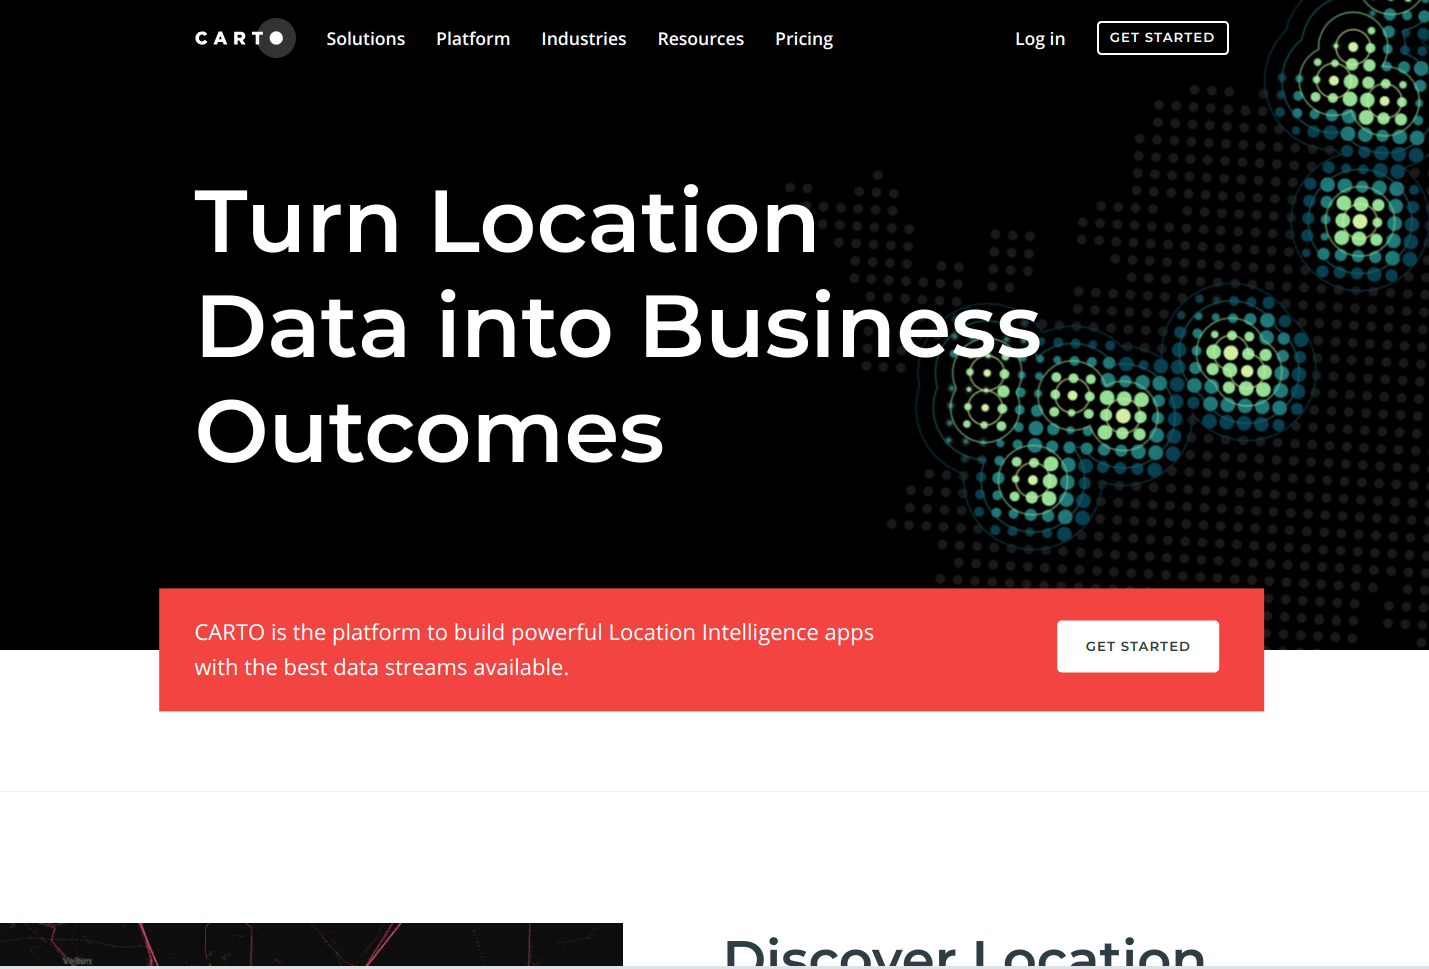 CARTO Solutions Platform Industries Resources Pricing Log in GET STARTED
Turn Location
Data into Business
Outcomes
CARTO is the platform to build powerful Location Intelligence apps
with the best data streams available.
GET STARTED
Velten
Discover Location